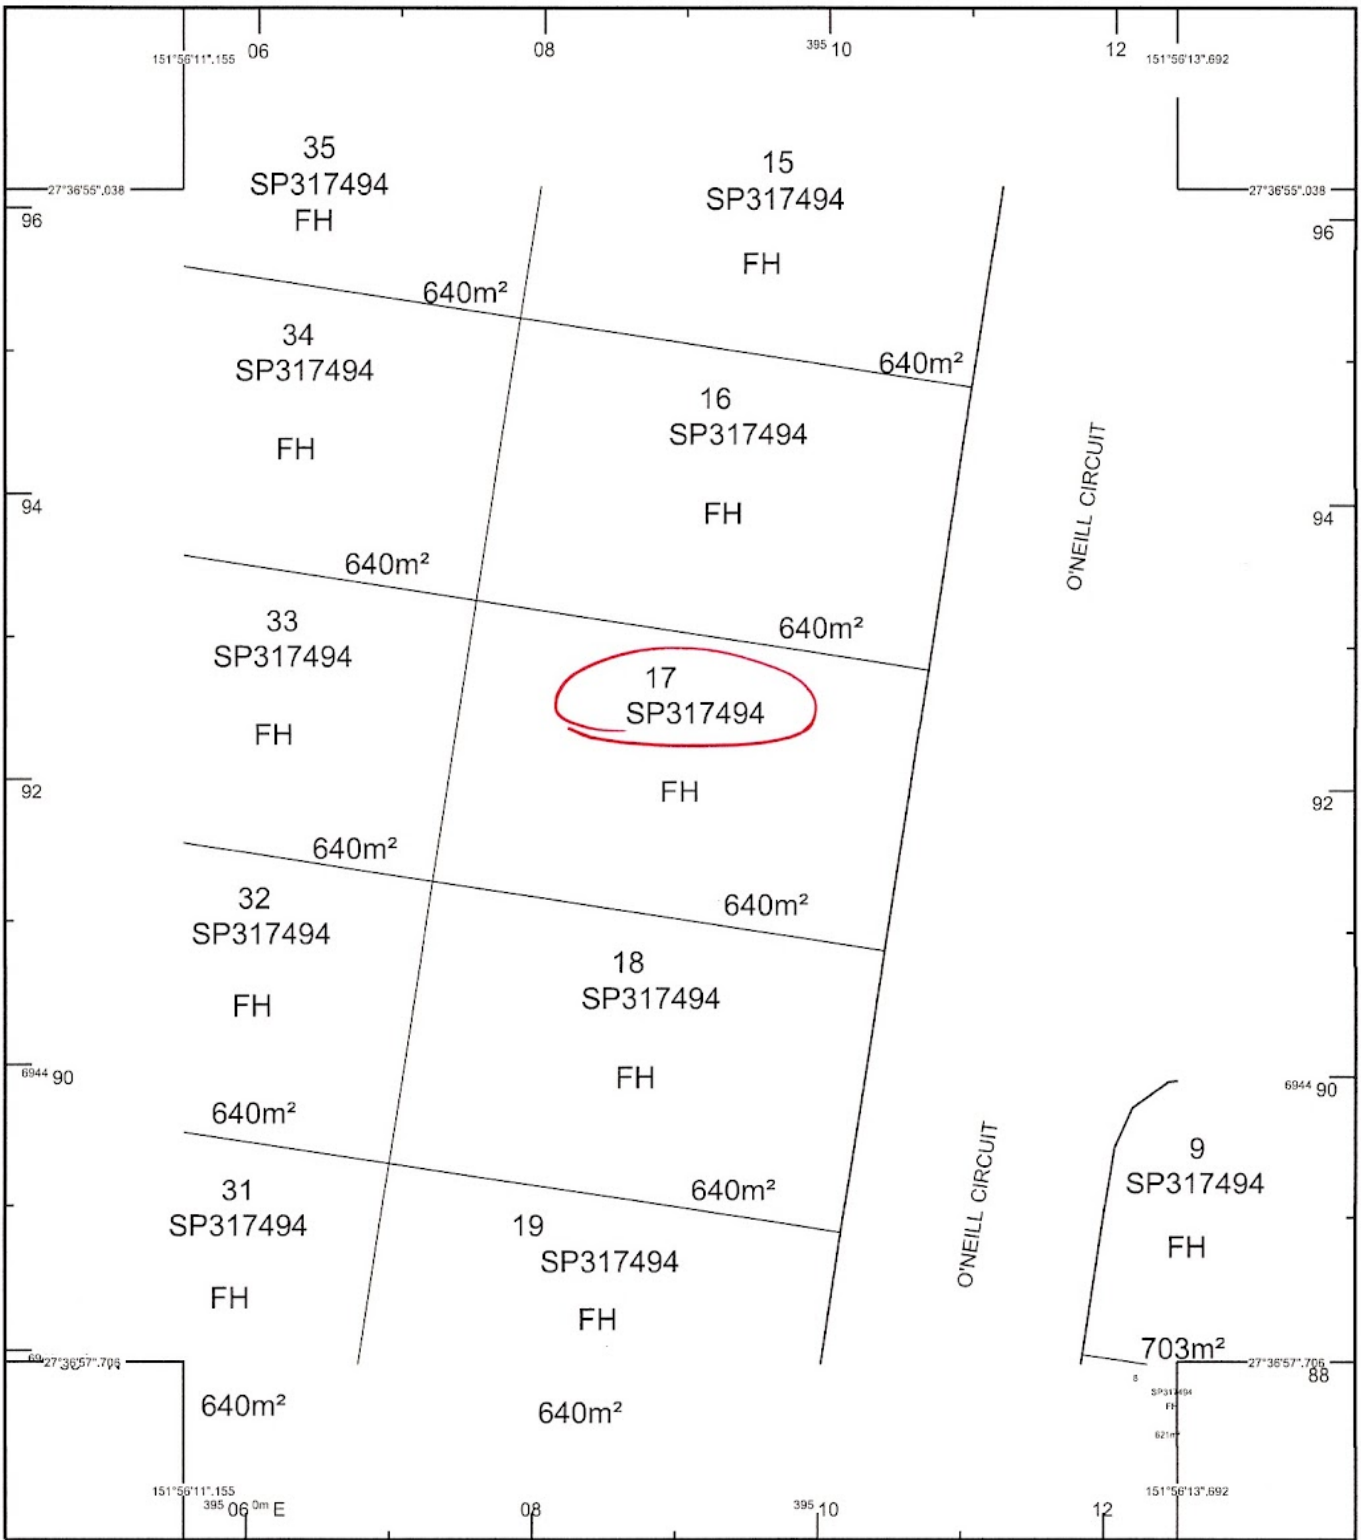 06
08
395 10
12
151°56'11".155
151°56'13".692
35
SP317494
FH
15
SP317494
FH
27°36'55".038
27°36'55".038
96
96
640m²
34
SP317494
FH
640m²
16
SP317494
FH
O'NEILL CIRCUIT
94
94
640m²
33
SP317494
FH
640m²
17
SP317494
FH
92
92
640m²
32
SP317494
FH
640m²
18
SP317494
FH
6944 90
6944 90
640m²
31
SP317494
FH
640m²
19
SP317494
FH
O'NEILL CIRCUIT
9
SP317494
FH
703m²
27°36'57".706
27°36'57".706
88
8
SP317494
FH
621m
640m²
640m²
151°56'11".155
151°56'13".692
395 06 0m E
08
395 10
12